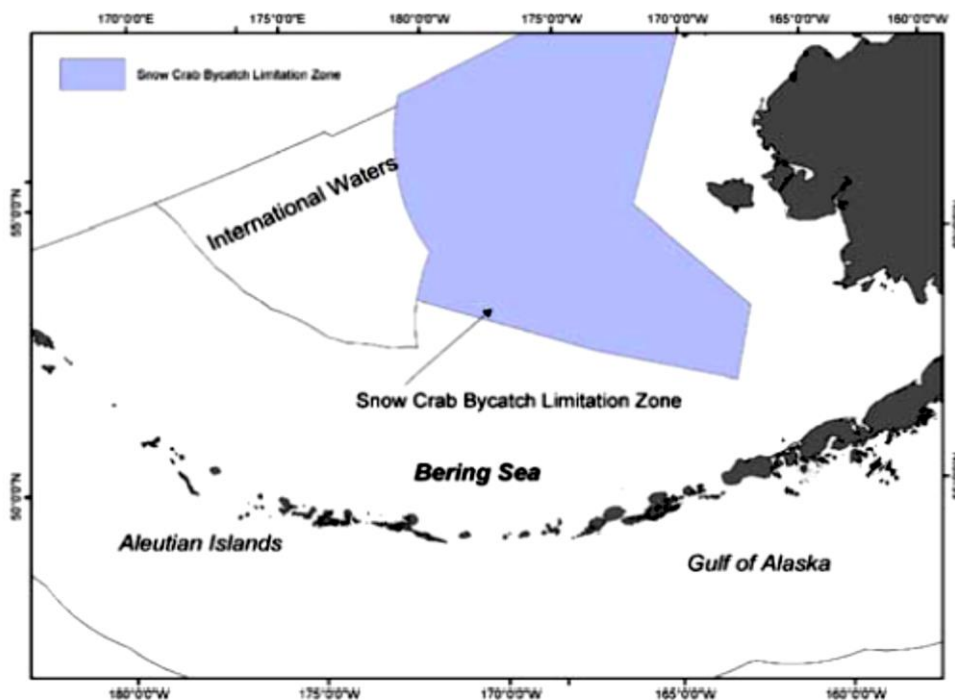 170°0'0"E 175°0'0"E 180°0'0"W 175°0'0"W 170°0'0"W 165°0'0"W 160°0'0"W
Snow Crab Bycatch Limitation Zone
International Waters
55°0'0"N
Snow Crab Bycatch Limitation Zone
Bering Sea
50°0'0"N
Aleutian Islands
Gulf of Alaska
180°0'0"W 175°0'0"W 170°0'0"W 165°0'0"W 160°0'0"W